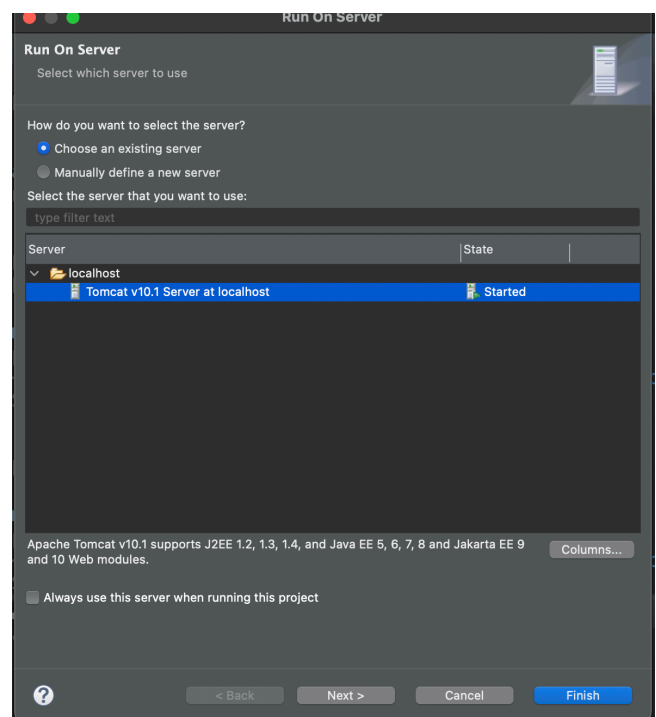 Run On Server
Run On Server
Select which server to use
How do you want to select the server?
Choose an existing server
Manually define a new server
Select the server that you want to use:
type filter text
Server State
localhost
Tomcat v10.1 Server at localhost Started
Apache Tomcat v10.1 supports J2EE 1.2, 1.3, 1.4, and Java EE 5, 6, 7, 8 and Jakarta EE 9
and 10 Web modules.
Columns...
Always use this server when running this project
? < Back Next > Cancel Finish